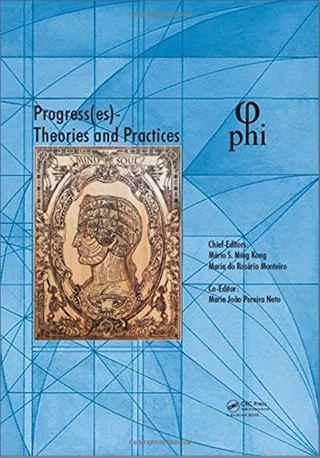 Progress(es)-
Theories and Practices
φ
phi
MIND
SOUL
Chief-Editors:
Mário S. Ming Kong
Maria do Rosário Monteiro
Co-Editor:
Maria João Pereira Neto
CRC Press